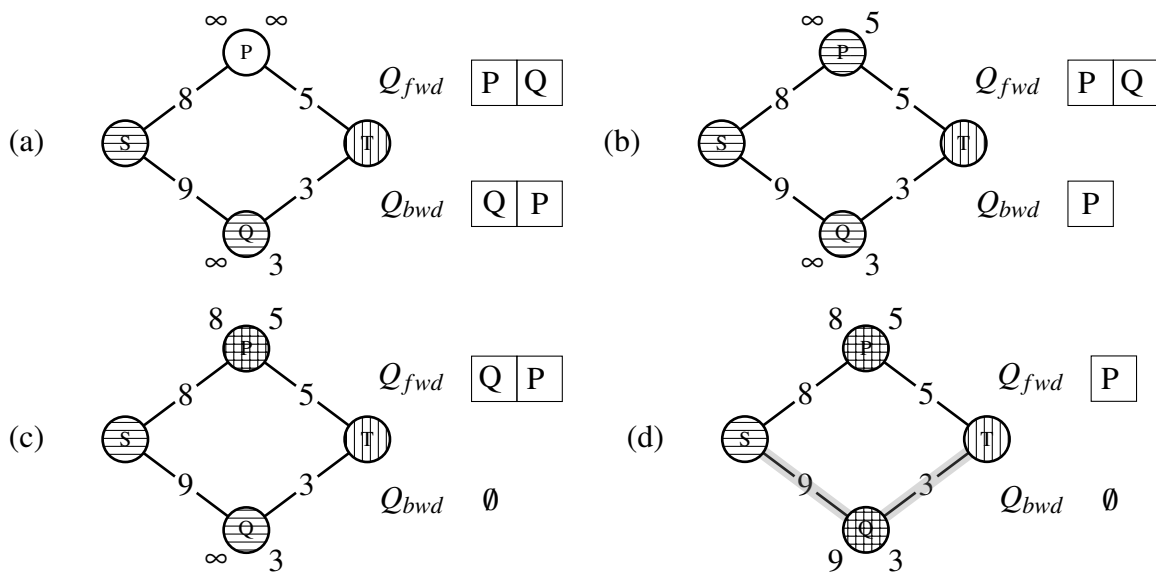 (a)
∞ ∞
P
8 5
S T
9 3
Q
∞ 3
Q_fwd P Q
Q_bwd Q P
(b)
∞ 5
P
8 5
S T
9 3
Q
∞ 3
Q_fwd P Q
Q_bwd P
(c)
8 5
P
8 5
S T
9 3
Q
∞ 3
Q_fwd Q P
Q_bwd ∅
(d)
8 5
P
8 5
S T
9 3
Q
9 3
Q_fwd P
Q_bwd ∅